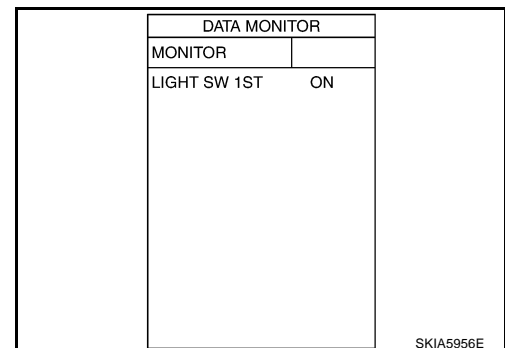 DATA MONITOR
MONITOR
LIGHT SW 1ST ON
SKIA5956E